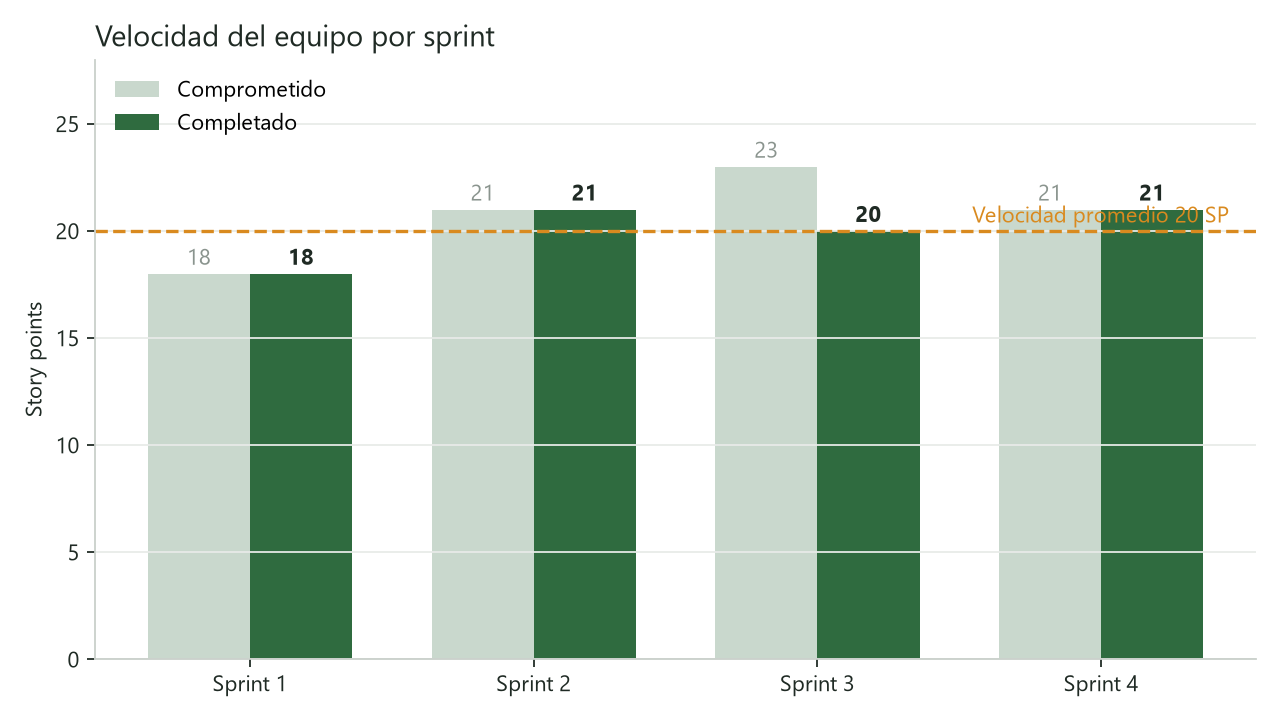 Velocidad del equipo por sprint
Comprometido
Completado
Story points
25
20
15
10
5
0
18
18
21
21
23
20
21
21
Velocidad promedio 20 SP
Sprint 1
Sprint 2
Sprint 3
Sprint 4